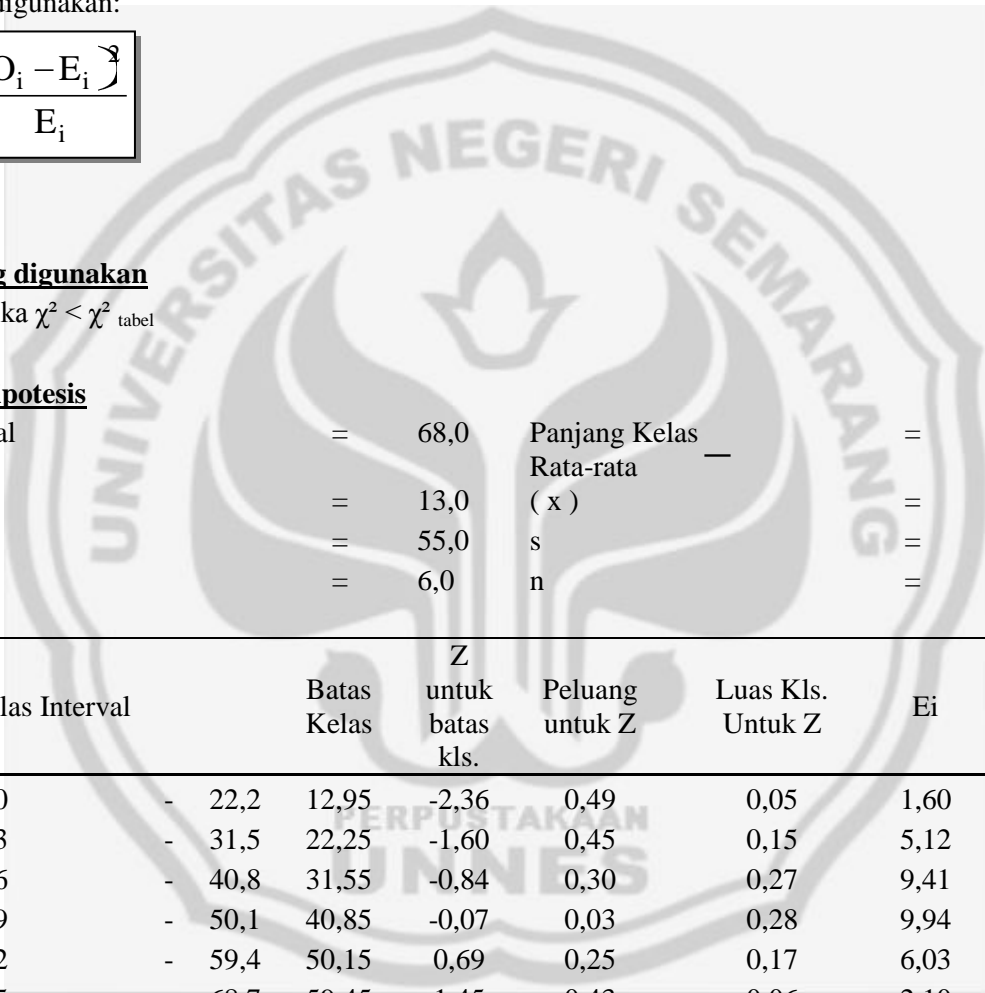 digunakan:
O_i – E_i )²
E_i
UNIVERSITAS NEGERI SEMARANG
digunakan
ka χ² < χ² tabel
potesis
al = 68,0 Panjang Kelas =
Rata-rata
= 13,0 ( x ) =
= 55,0 s =
= 6,0 n =
las Interval Batas Kelas Z untuk batas kls. Peluang untuk Z Luas Kls. Untuk Z Ei
- 22,2 12,95 -2,36 0,49 0,05 1,60
- 31,5 22,25 -1,60 0,45 0,15 5,12
- 40,8 31,55 -0,84 0,30 0,27 9,41
- 50,1 40,85 -0,07 0,03 0,28 9,94
- 59,4 50,15 0,69 0,25 0,17 6,03
PERPUSTAKAAN
UNNES